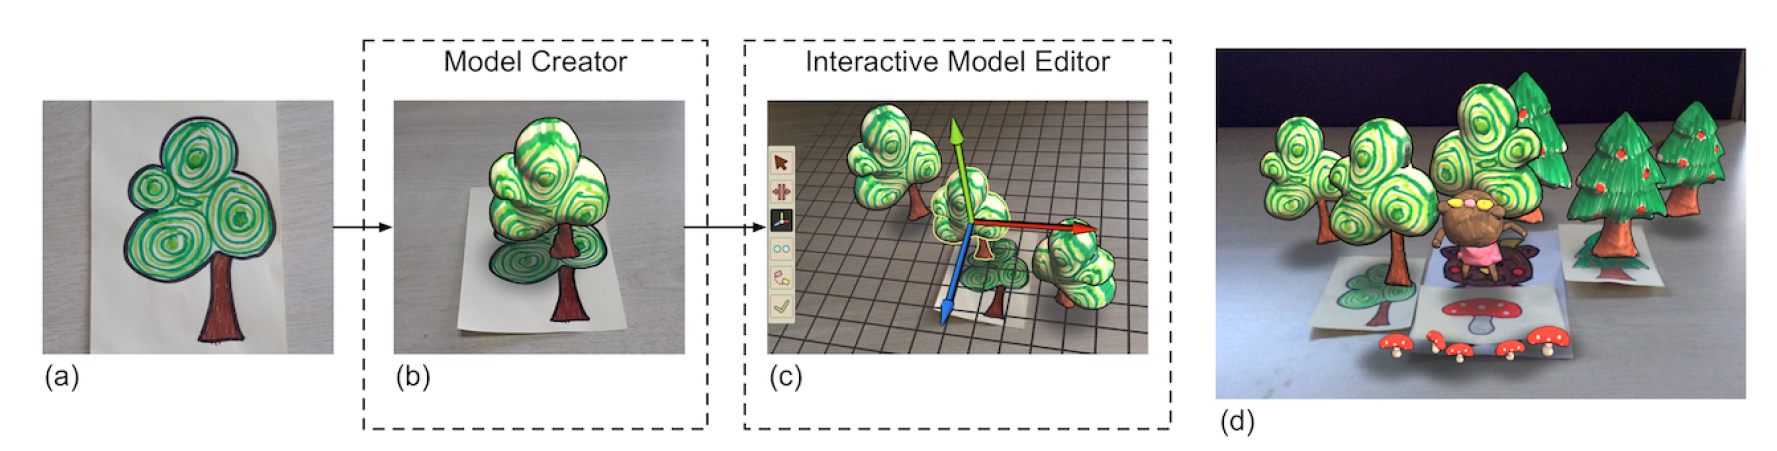 Model Creator
Interactive Model Editor
(a)
(b)
(c)
(d)